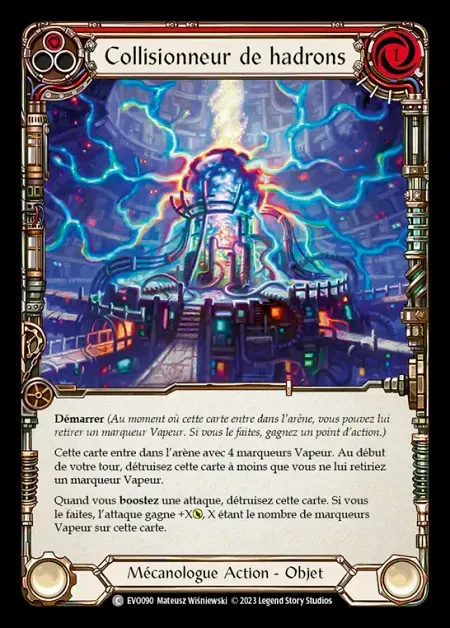 Collisionneur de hadrons
1
Démarrer (Au moment où cette carte entre dans l'arène, vous pouvez lui
retirer un marqueur Vapeur. Si vous le faites, gagnez un point d'action.)
Cette carte entre dans l'arène avec 4 marqueurs Vapeur. Au début
de votre tour, détruisez cette carte à moins que vous ne lui retiriez
un marqueur Vapeur.
Quand vous boostez une attaque, détruisez cette carte. Si vous
le faites, l'attaque gagne +X, X étant le nombre de marqueurs
Vapeur sur cette carte.
Mécanologue Action - Objet
C EVO090 Mateusz Wiśniewski © 2023 Legend Story Studios